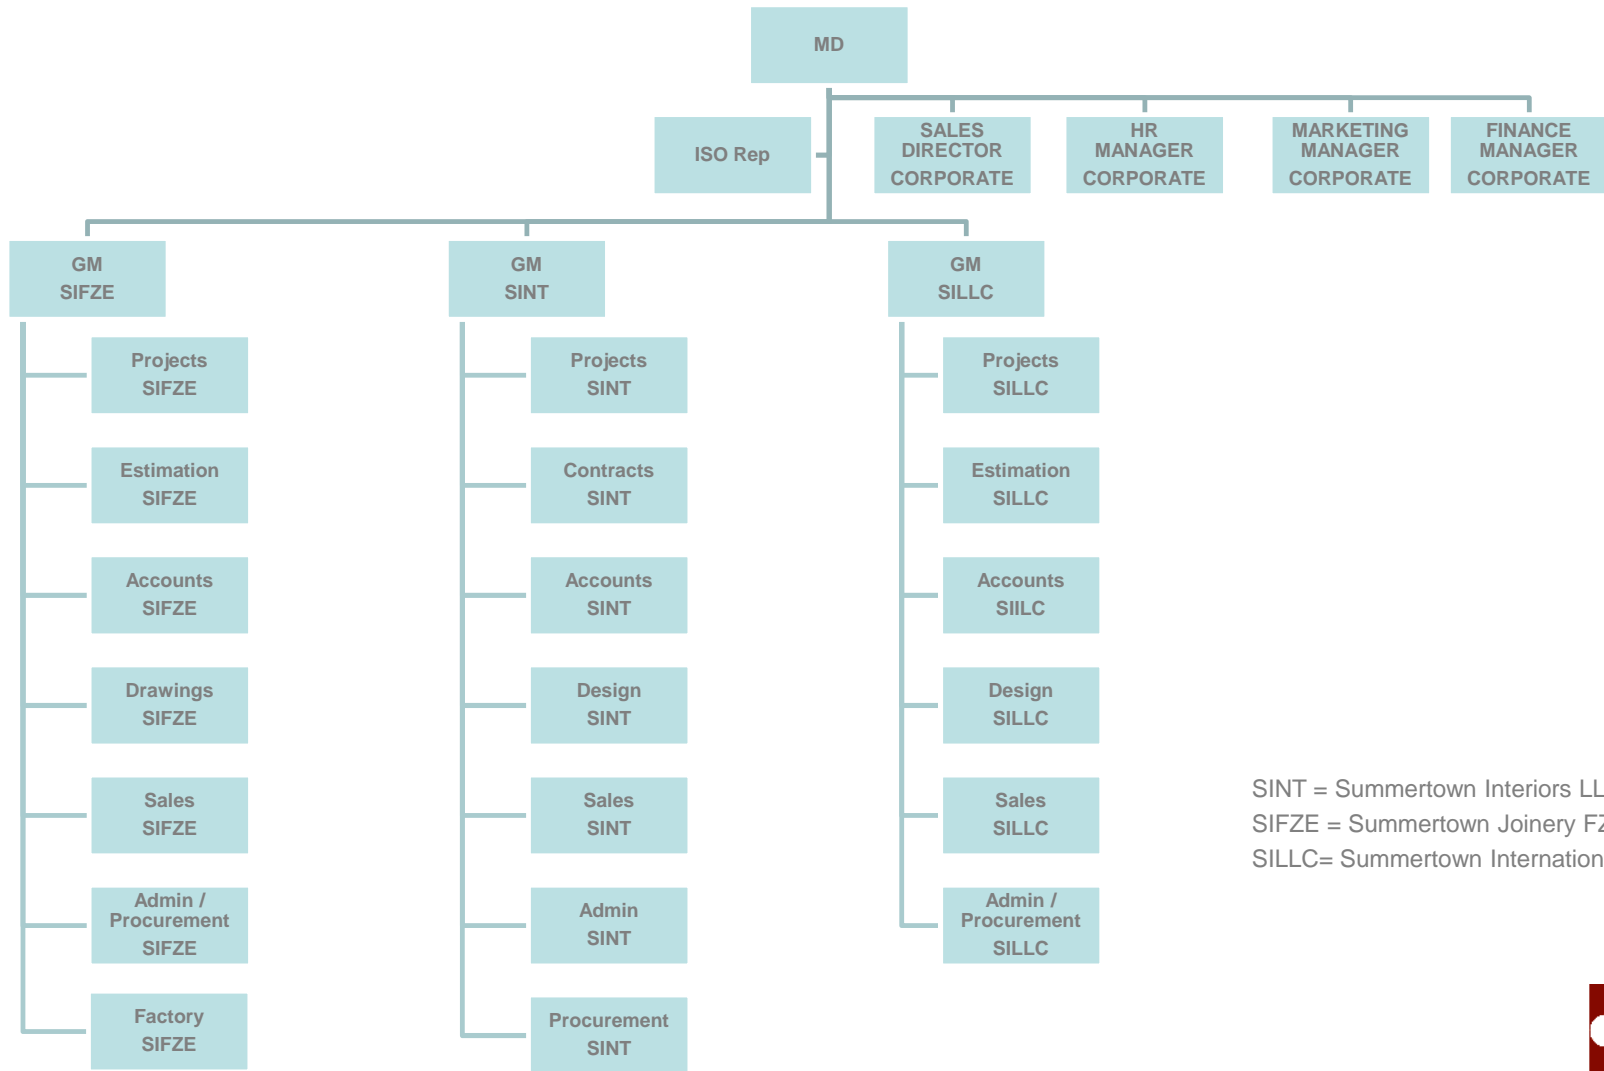 MD
ISO Rep
SALES
DIRECTOR
CORPORATE
HR
MANAGER
CORPORATE
MARKETING
MANAGER
CORPORATE
FINANCE
MANAGER
CORPORATE
GM
SIFZE
GM
SINT
GM
SILLC
Projects
SIFZE
Projects
SINT
Projects
SILLC
Estimation
SIFZE
Contracts
SINT
Estimation
SILLC
Accounts
SIFZE
Accounts
SINT
Accounts
SIILC
Drawings
SIFZE
Design
SINT
Design
SILLC
Sales
SIFZE
Sales
SINT
Sales
SILLC
SINT = Summertown Interiors
SIFZE = Summertown Joinery
SILLC= Summertown
Admin /
Procurement
SIFZE
Admin
SINT
Admin /
Procurement
SILLC
Factory
SIFZE
Procurement
SINT